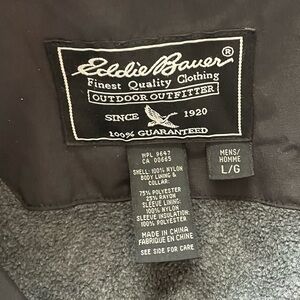 Eddie Bauer®
Finest Quality Clothing
OUTDOOR OUTFITTER
SINCE 1920
100% GUARANTEED
MPL 9647
CA 00665
SHELL: 100% NYLON
BODY LINING &
COLLAR:
75% POLYESTER
25% RAYON
SLEEVE LINING:
100% NYLON
SLEEVE INSULATION:
100% POLYESTER
MADE IN CHINA
FABRIQUE EN CHINE
SEE SIDE FOR CARE
MENS/
HOMME
L/G